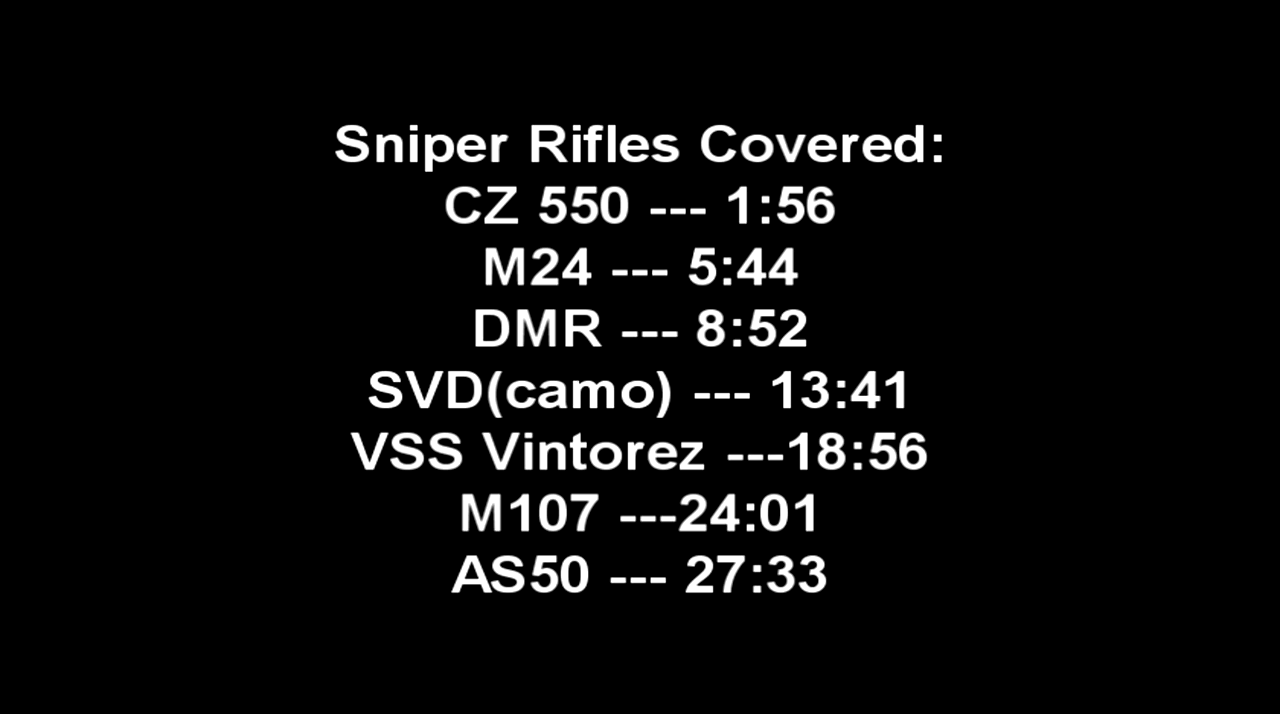 Sniper Rifles Covered:
CZ 550 --- 1:56
M24 --- 5:44
DMR --- 8:52
SVD(camo) --- 13:41
VSS Vintorez ---18:56
M107 ---24:01
AS50 --- 27:33